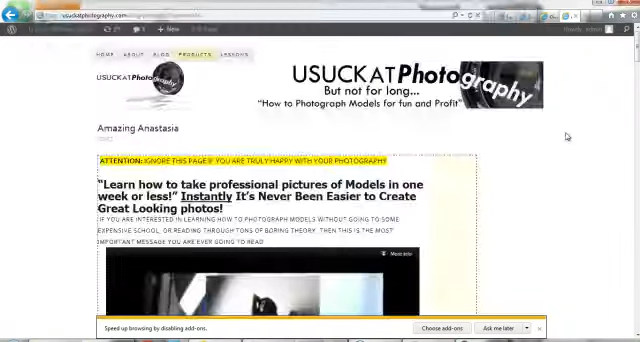 usuckatphotography.com
+ New
Howdy, admin
HOME ABOUT BLOG PRODUCTS LESSONS
USUCKATPhotography
USUCKATPhotography
But not for long...
"How to Photograph Models for fun and Profit"
Amazing Anastasia
ATTENTION: IGNORE THIS PAGE IF YOU ARE TRULY HAPPY WITH YOUR PHOTOGRAPHY
"Learn how to take professional pictures of Models in one
week or less!" Instantly It's Never Been Easier to Create
Great Looking photos!
IF YOU ARE INTERESTED IN LEARNING HOW TO PHOTOGRAPH MODELS WITHOUT GOING TO SOME
EXPENSIVE SCHOOL, OR READING THROUGH TONS OF BORING THEORY, THEN THIS IS THE MOST
IMPORTANT MESSAGE YOU ARE EVER GOING TO READ
More info
Speed up browsing by disabling add-ons.
Choose add-ons
Ask me later